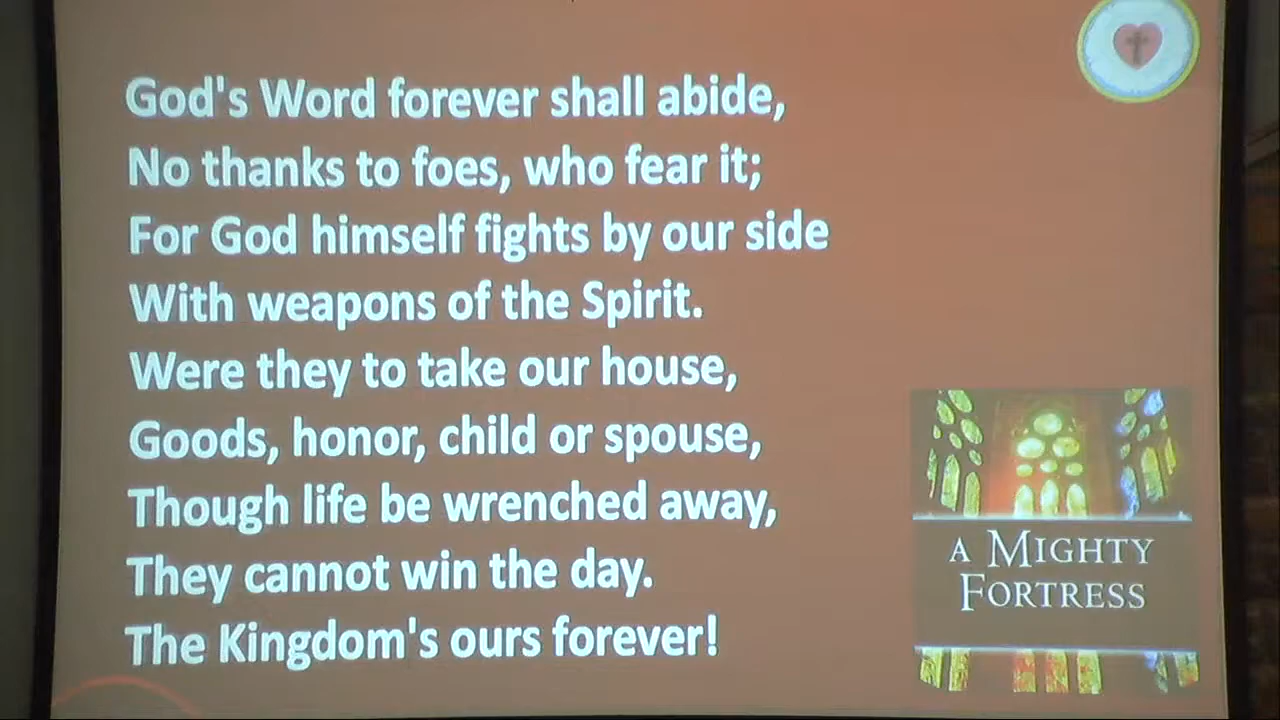 God's Word forever shall abide,
No thanks to foes, who fear it;
For God himself fights by our side
With weapons of the Spirit.
Were they to take our house,
Goods, honor, child or spouse,
Though life be wrenched away,
They cannot win the day.
The Kingdom's ours forever!
A MIGHTY
FORTRESS